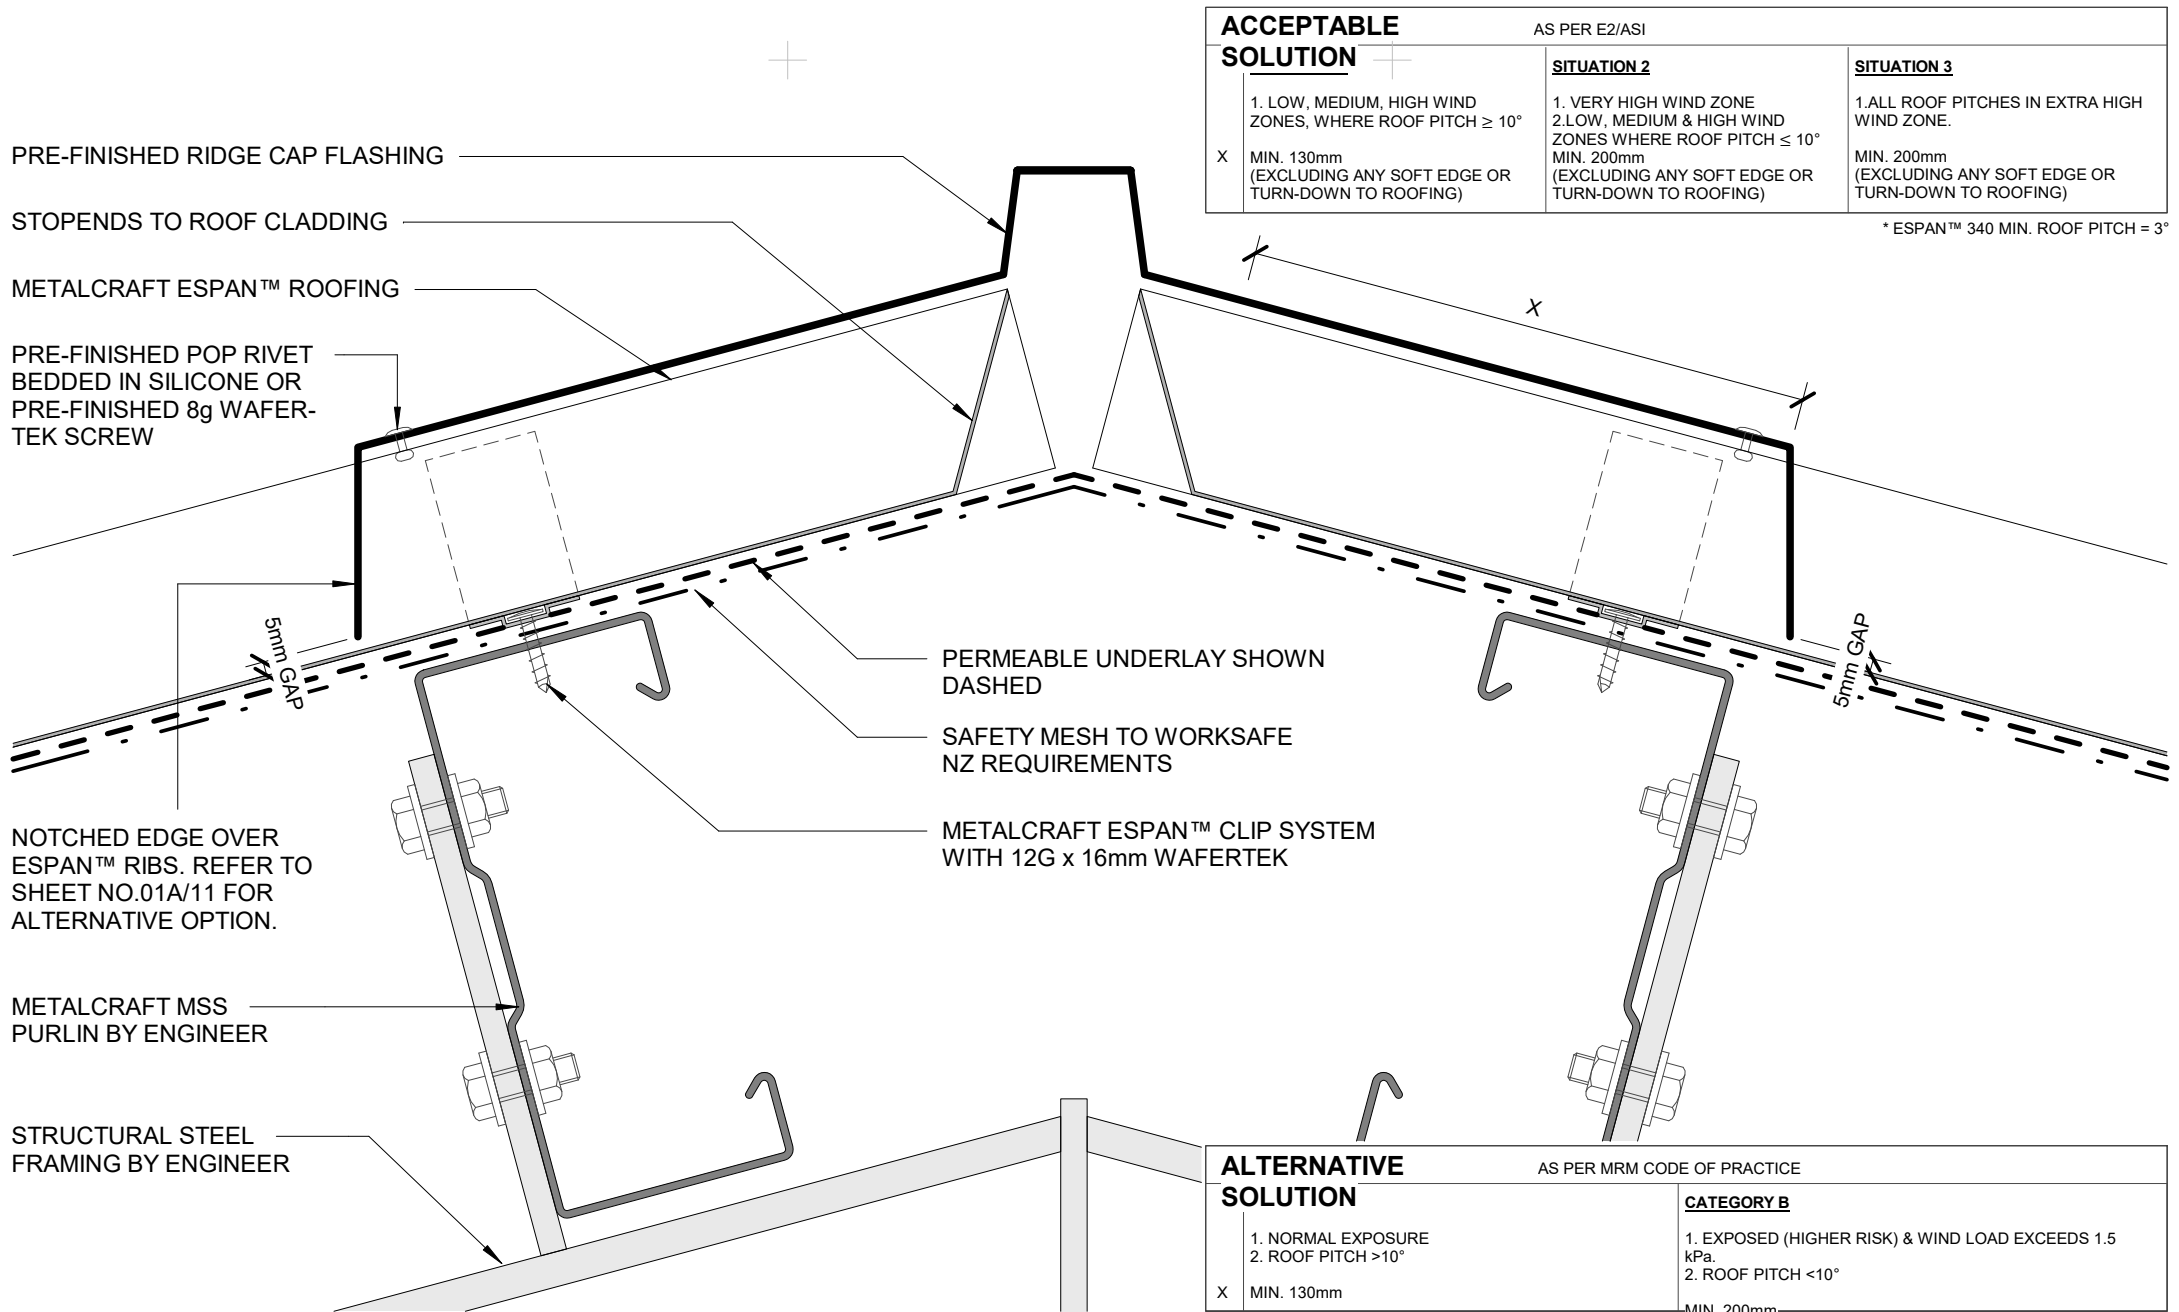 ACCEPTABLE
SOLUTION
AS PER E2/ASI
1. LOW, MEDIUM, HIGH WIND
ZONES, WHERE ROOF PITCH ≥ 10°
X
MIN. 130mm
(EXCLUDING ANY SOFT EDGE OR
TURN-DOWN TO ROOFING)
SITUATION 2
1. VERY HIGH WIND ZONE
2.LOW, MEDIUM & HIGH WIND
ZONES WHERE ROOF PITCH ≤ 10°
MIN. 200mm
(EXCLUDING ANY SOFT EDGE OR
TURN-DOWN TO ROOFING)
SITUATION 3
1.ALL ROOF PITCHES IN EXTRA HIGH
WIND ZONE.
MIN. 200mm
(EXCLUDING ANY SOFT EDGE OR
TURN-DOWN TO ROOFING)
* ESPAN™ 340 MIN. ROOF PITCH = 3°
PRE-FINISHED RIDGE CAP FLASHING
STOPENDS TO ROOF CLADDING
METALCRAFT ESPAN™ ROOFING
PRE-FINISHED POP RIVET
BEDDED IN SILICONE OR
PRE-FINISHED 8g WAFER-
TEK SCREW
X
5mm GAP
5mm GAP
PERMEABLE UNDERLAY SHOWN
DASHED
SAFETY MESH TO WORKSAFE
NZ REQUIREMENTS
METALCRAFT ESPAN™ CLIP SYSTEM
WITH 12G x 16mm WAFERTEK
NOTCHED EDGE OVER
ESPAN™ RIBS. REFER TO
SHEET NO.01A/11 FOR
ALTERNATIVE OPTION.
METALCRAFT MSS
PURLIN BY ENGINEER
STRUCTURAL STEEL
FRAMING BY ENGINEER
ALTERNATIVE
SOLUTION
AS PER MRM CODE OF PRACTICE
1. NORMAL EXPOSURE
2. ROOF PITCH >10°
X
MIN. 130mm
CATEGORY B
1. EXPOSED (HIGHER RISK) & WIND LOAD EXCEEDS 1.5
kPa.
2. ROOF PITCH <10°
MIN. 200mm